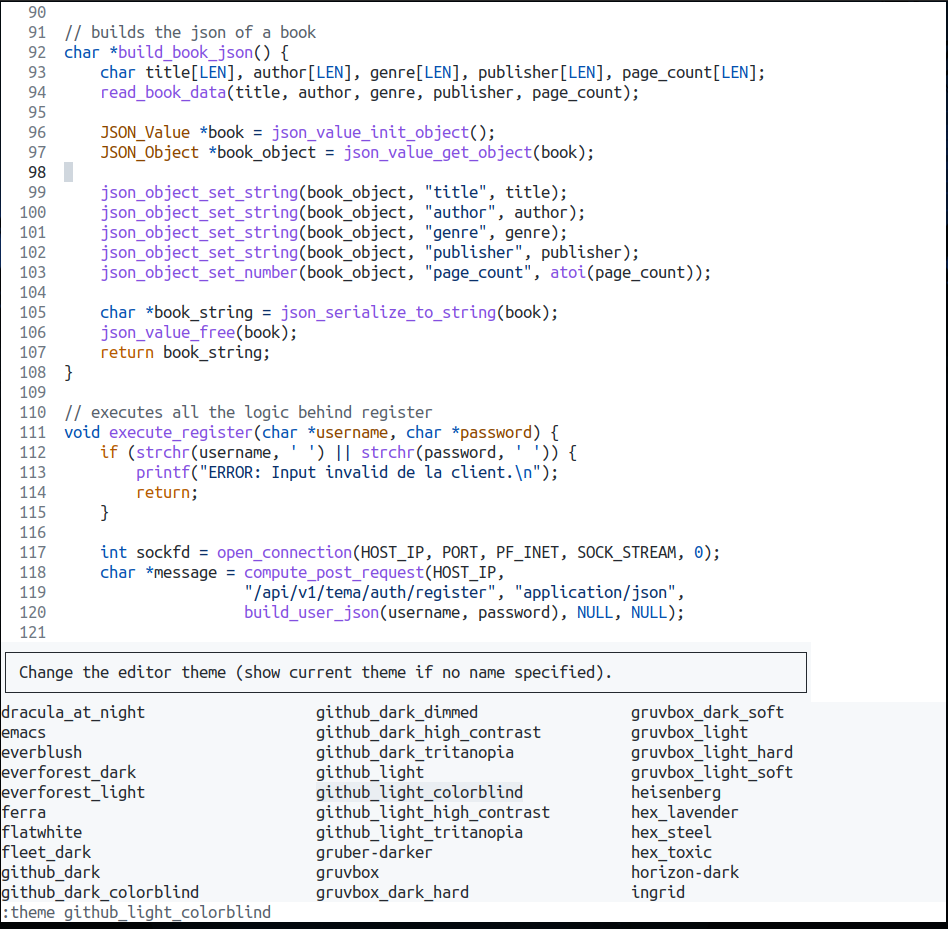 90
91 // builds the json of a book
92 char *build_book_json() {
93     char title[LEN], author[LEN], genre[LEN], publisher[LEN], page_count[LEN];
94     read_book_data(title, author, genre, publisher, page_count);
95
96     JSON_Value *book = json_value_init_object();
97     JSON_Object *book_object = json_value_get_object(book);
98
99     json_object_set_string(book_object, "title", title);
100     json_object_set_string(book_object, "author", author);
101     json_object_set_string(book_object, "genre", genre);
102     json_object_set_string(book_object, "publisher", publisher);
103     json_object_set_number(book_object, "page_count", atoi(page_count));
104
105     char *book_string = json_serialize_to_string(book);
106     json_value_free(book);
107     return book_string;
108 }
109
110 // executes all the logic behind register
111 void execute_register(char *username, char *password) {
112     if (strchr(username, ' ') || strchr(password, ' ')) {
113         printf("ERROR: Input invalid de la client.\n");
114         return;
115     }
116
117     int sockfd = open_connection(HOST_IP, PORT, PF_INET, SOCK_STREAM, 0);
118     char *message = compute_post_request(HOST_IP,
119                     "/api/v1/tema/auth/register", "application/json",
120                     build_user_json(username, password), NULL, NULL);
121
Change the editor theme (show current theme if no name specified).
dracula_at_night github_dark_dimmed gruvbox_dark_soft
emacs github_dark_high_contrast gruvbox_light
everblush github_dark_tritanopia gruvbox_light_hard
everforest_dark github_light gruvbox_light_soft
everforest_light github_light_colorblind heisenberg
ferra github_light_high_contrast hex_lavender
flatwhite github_light_tritanopia hex_steel
fleet_dark gruber-darker hex_toxic
github_dark gruvbox horizon-dark
github_dark_colorblind gruvbox_dark_hard ingrid
:theme github_light_colorblind